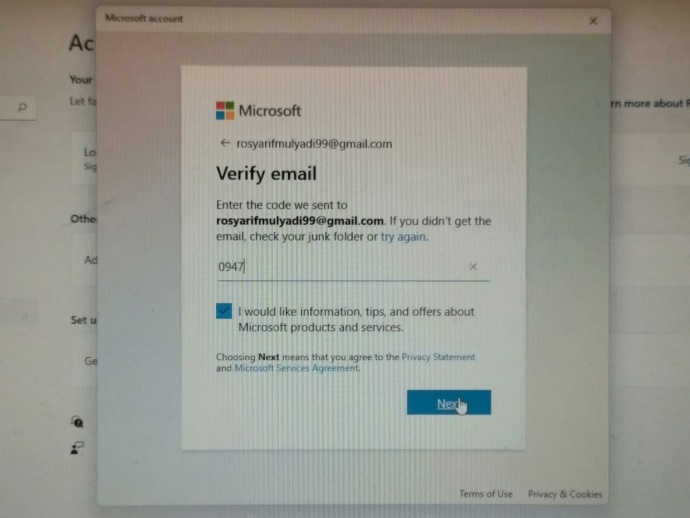 Microsoft account
Ac
Your
Let fa
rn more about F
Lo
Sig
Sig
Othe
Ad
Set u
Ge
Microsoft
← rosyarifmulyadi99@gmail.com
Verify email
Enter the code we sent to
rosyarifmulyadi99@gmail.com. If you didn't get the
email, check your junk folder or try again.
0947
I would like information, tips, and offers about
Microsoft products and services.
Choosing Next means that you agree to the Privacy Statement
and Microsoft Services Agreement.
Next
Terms of Use Privacy & Cookies